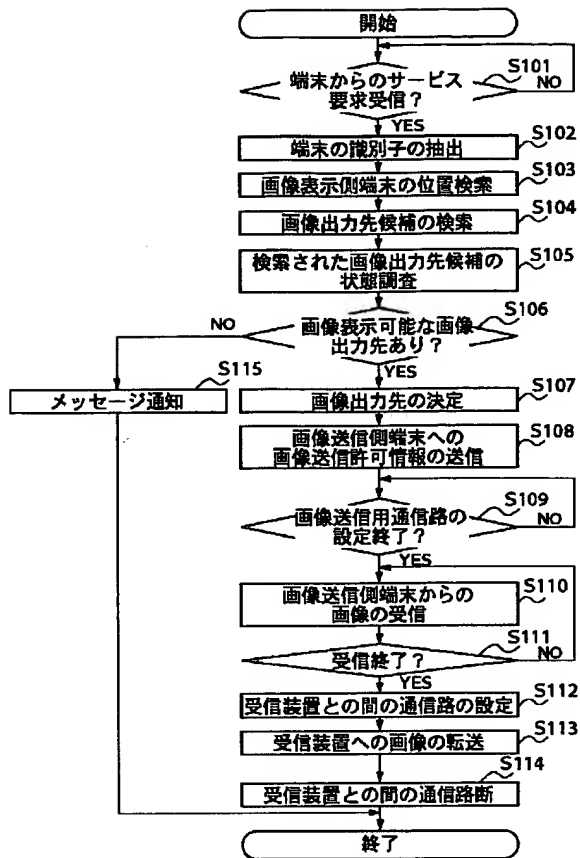 開始
S101
端末からのサービス
要求受信？
NO
YES
S102
端末の識別子の抽出
S103
画像表示側端末の位置検索
S104
画像出力先候補の検索
S105
検索された画像出力先候補の
状態調査
S106
NO
画像表示可能な画像
出力先あり？
YES
S115
メッセージ通知
S107
画像出力先の決定
S108
画像送信側端末への
画像送信許可情報の送信
S109
画像送信用通信路の
設定終了？
NO
YES
S110
画像送信側端末からの
画像の受信
S111
受信終了？
NO
YES
S112
受信装置との間の通信路の設定
S113
受信装置への画像の転送
S114
受信装置との間の通信路断
終了